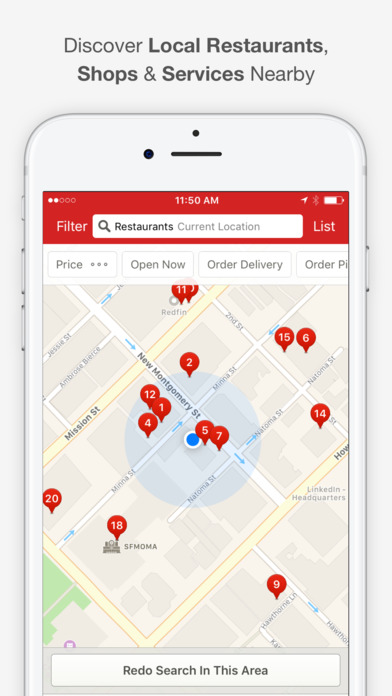 Discover Local Restaurants,
Shops & Services Nearby
11:50 AM
Filter
Restaurants Current Location
List
Price
Open Now
Order Delivery
Order Pi
11
Redfin
2nd St
Jessie St
Ambrose Bierce
New Montgomery St
Minna St
15
6
2
Natoma St
12
1
4
Mission St
5
7
14
How
20
Minna St
Natoma St
LinkedIn -
Headquarters
18
SFMOMA
9
Hawthorne Ln
Redo Search In This Area